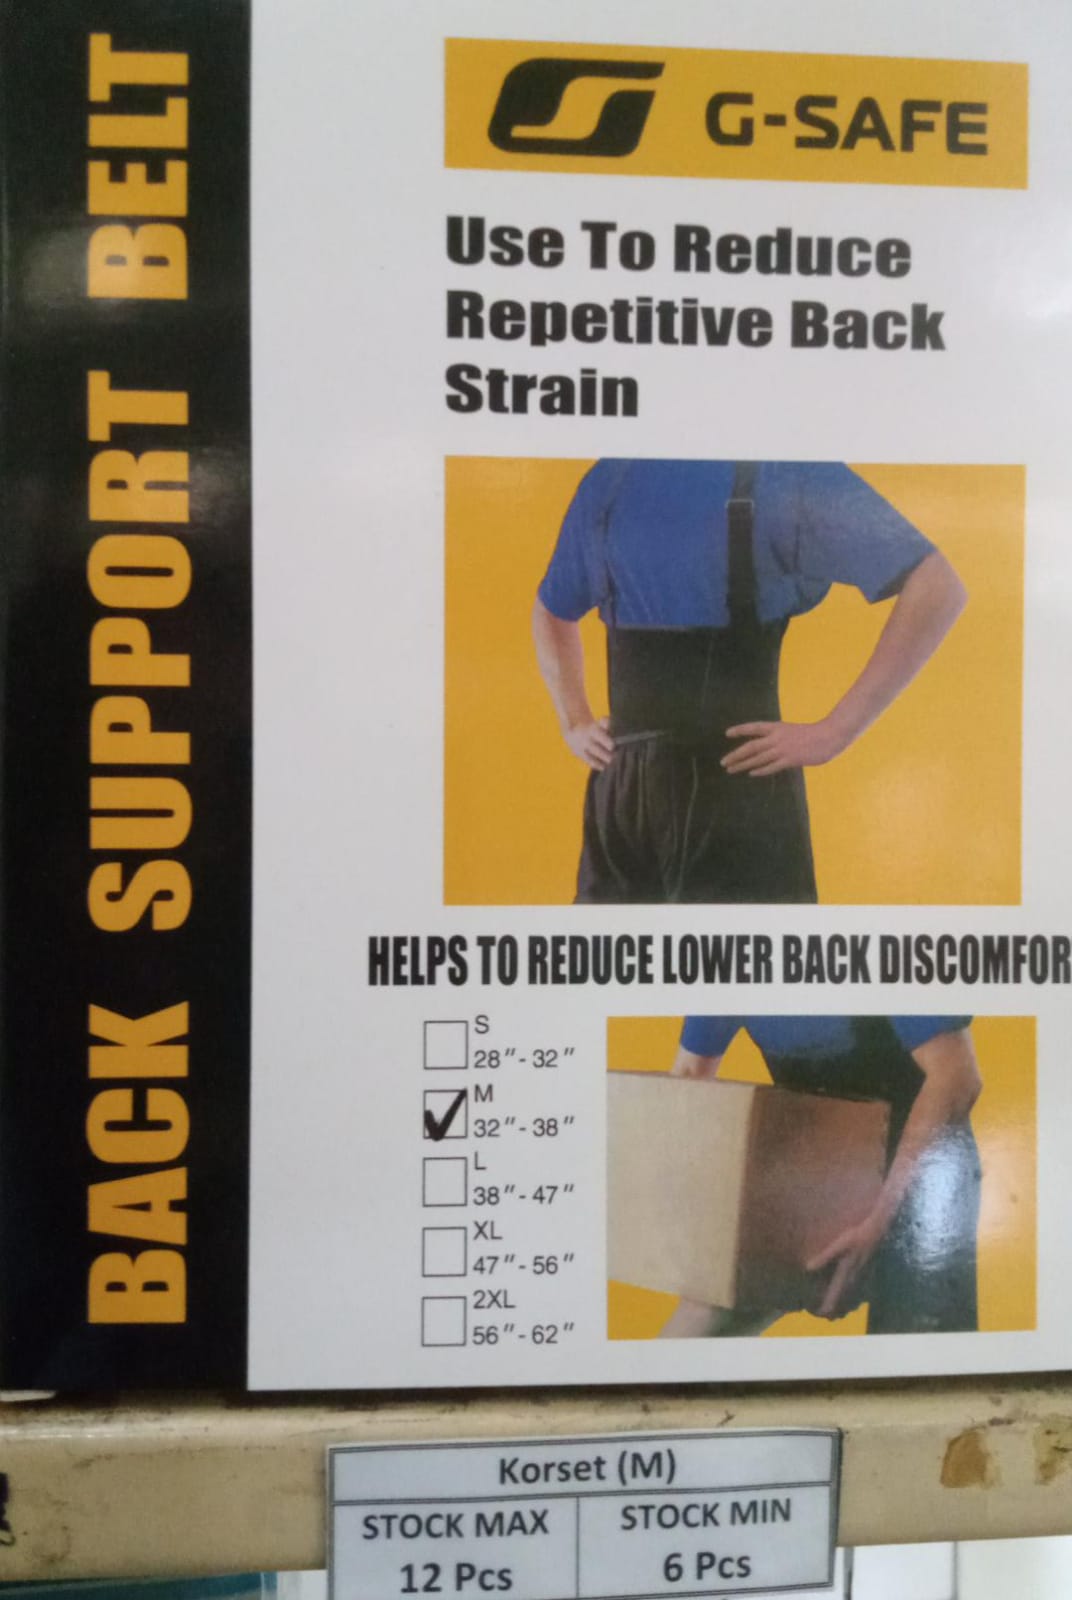 BACK SUPPORT BELT
G-SAFE
Use To Reduce
Repetitive Back
Strain
HELPS TO REDUCE LOWER BACK DISCOMFOR
S
28"-32"
M
32"-38"
L
38"-47"
XL
47"-56"
2XL
56"-62"
Korset (M)
STOCK MAX
12 Pcs
STOCK MIN
6 Pcs